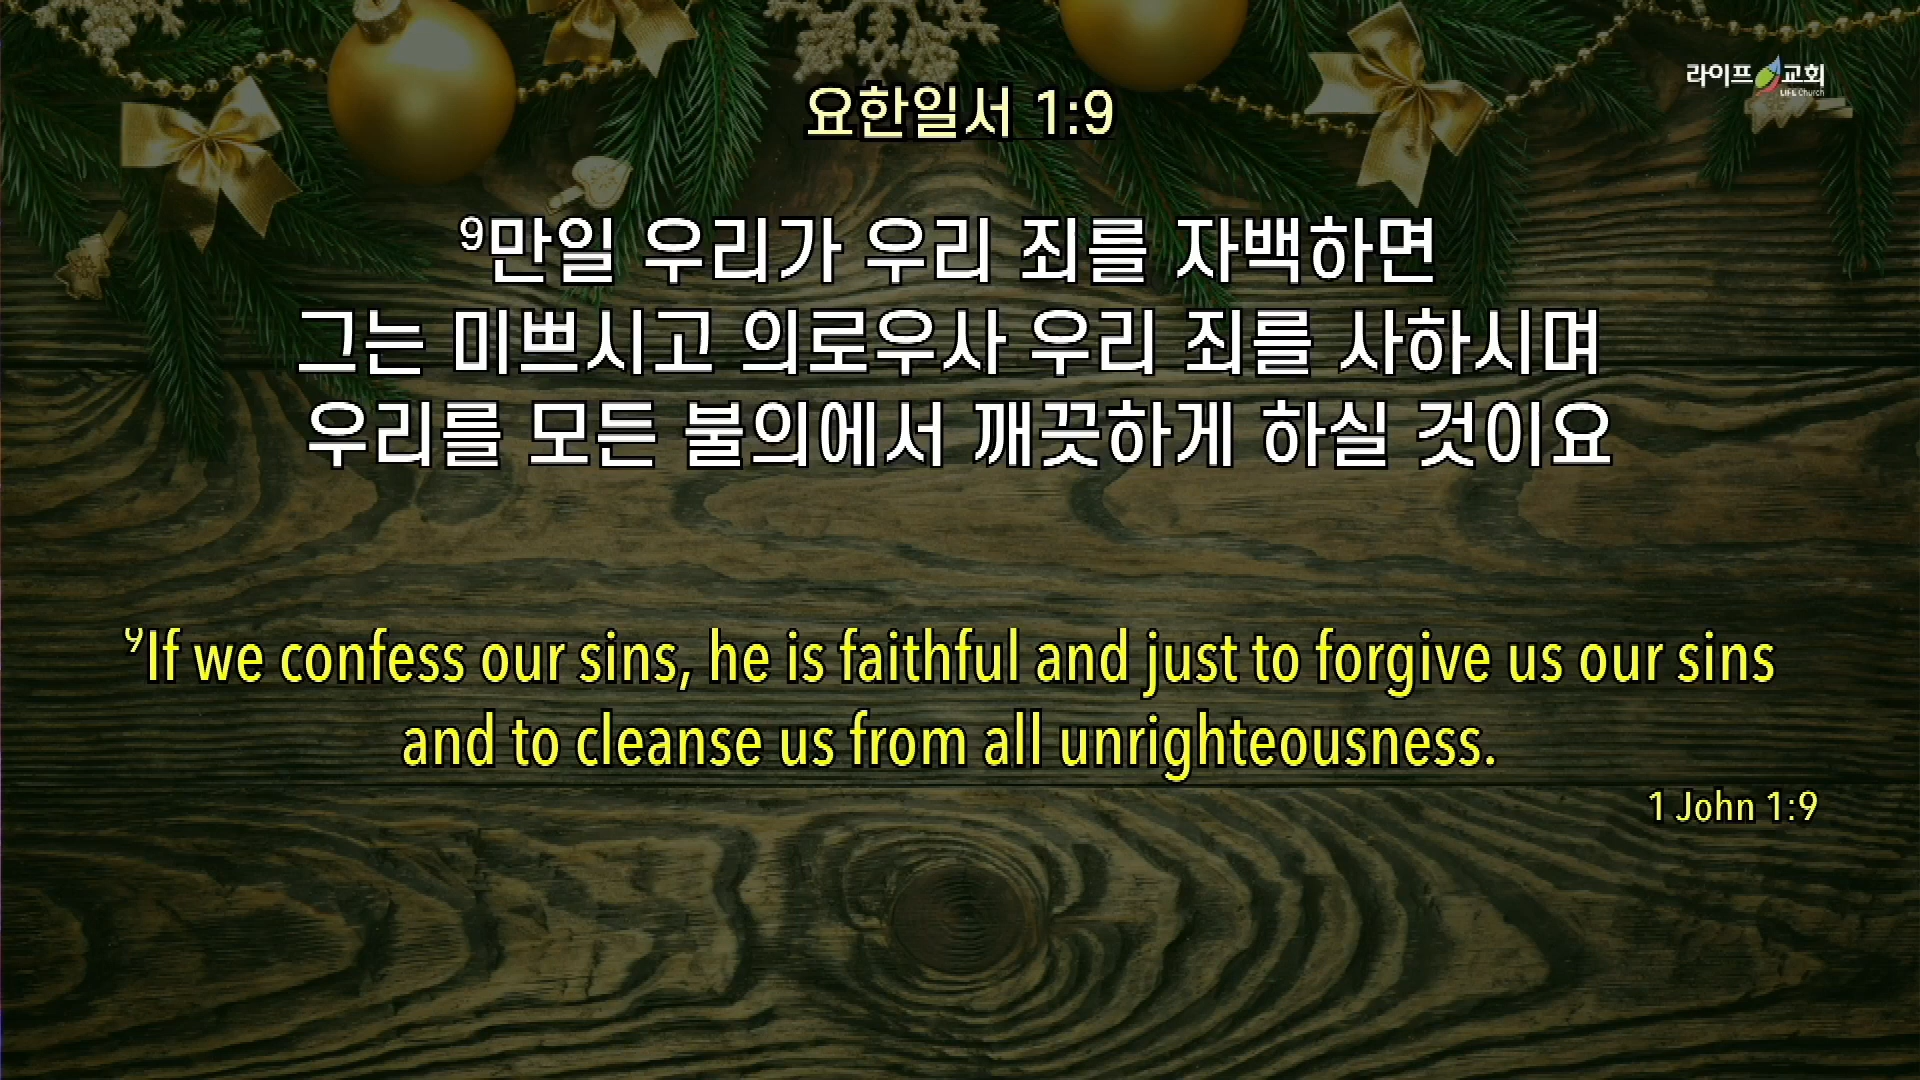 라이프 교회
LIFE Church
요한일서 1:9
⁹만일 우리가 우리 죄를 자백하면
그는 미쁘시고 의로우사 우리 죄를 사하시며
우리를 모든 불의에서 깨끗하게 하실 것이요
⁹If we confess our sins, he is faithful and just to forgive us our sins
and to cleanse us from all unrighteousness.
1 John 1:9